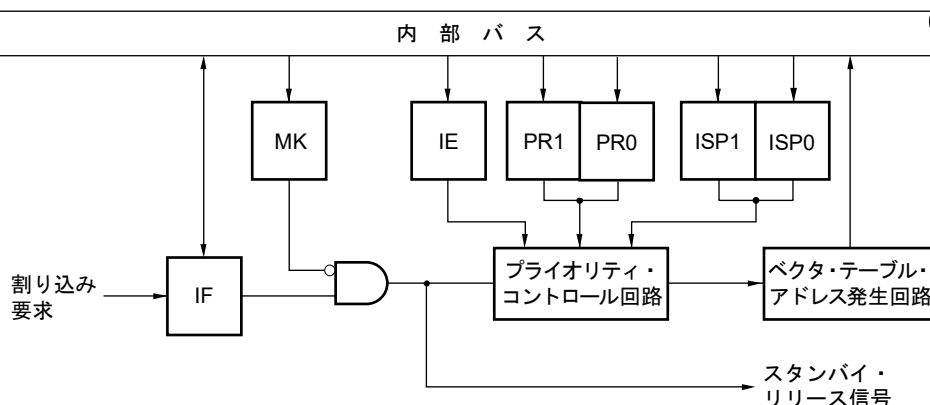 内部バス
MK
IE
PR1
PR0
ISP1
ISP0
割り込み
要求
IF
プライオリティ・
コントロール回路
ベクタ・テーブル・
アドレス発生回路
スタンバイ・
リリース信号